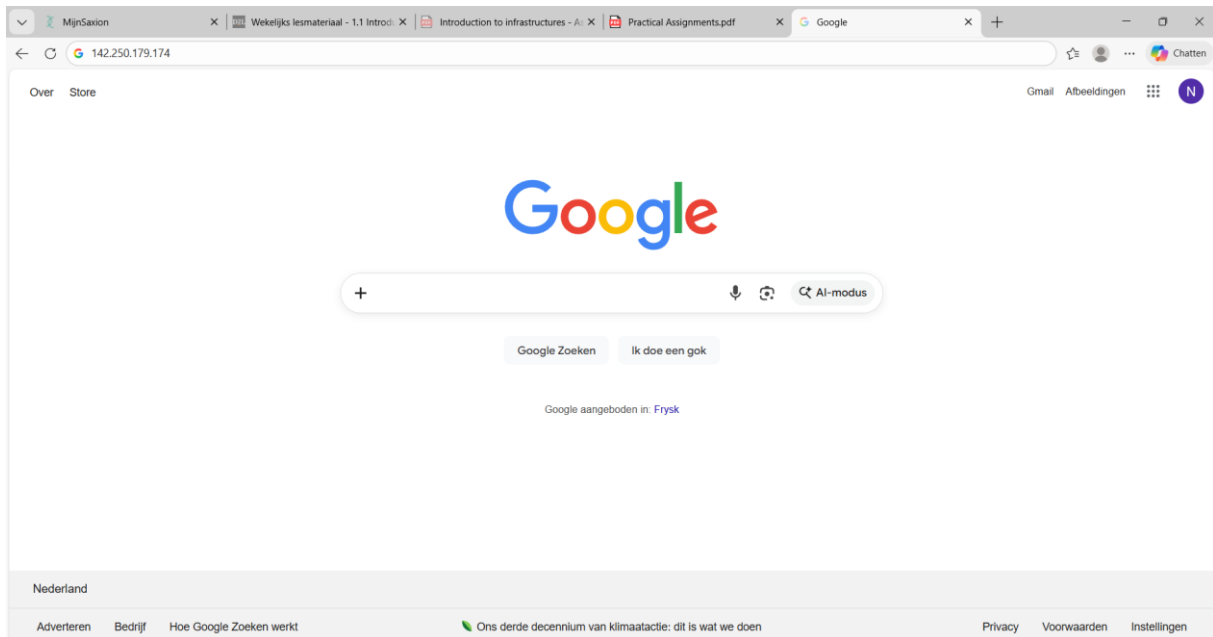 MijnSaxion
Wekelijks lesmateriaal - 1.1 Introd
Introduction to infrastructures - As
Practical Assignments.pdf
Google
142.250.179.174
Chatten
Over Store
Gmail Afbeeldingen
N
Google
AI-modus
Google Zoeken Ik doe een gok
Google aangeboden in: Frysk
Nederland
Adverteren Bedrijf Hoe Google Zoeken werkt Ons derde decennium van klimaatactie: dit is wat we doen Privacy Voorwaarden Instellingen